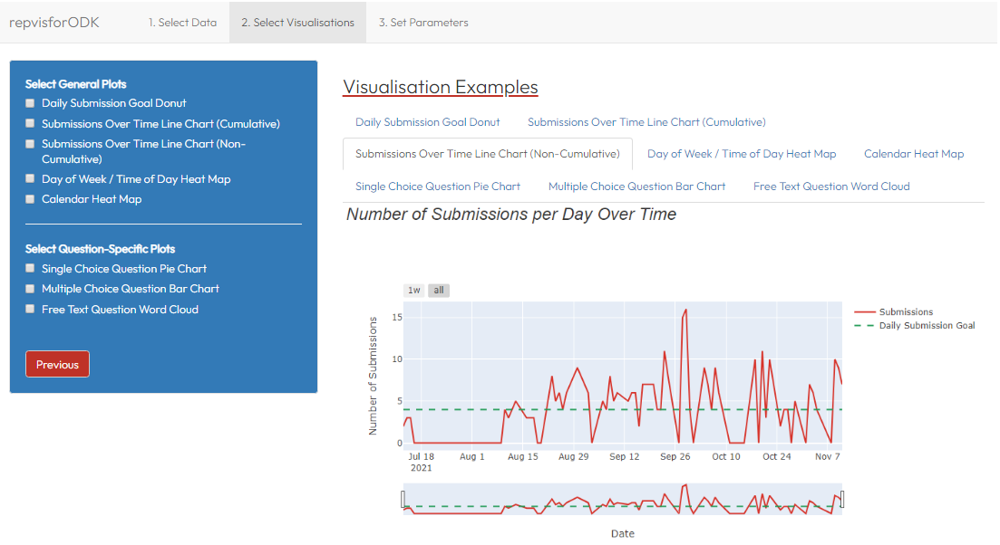 repvisforODK 1. Select Data 2. Select Visualisations 3. Set Parameters
Select General Plots
Daily Submission Goal Donut
Submissions Over Time Line Chart (Cumulative)
Submissions Over Time Line Chart (Non-
Cumulative)
Day of Week / Time of Day Heat Map
Calendar Heat Map
Select Question-Specific Plots
Single Choice Question Pie Chart
Multiple Choice Question Bar Chart
Free Text Question Word Cloud
Previous
Visualisation Examples
Daily Submission Goal Donut Submissions Over Time Line Chart (Cumulative)
Submissions Over Time Line Chart (Non-Cumulative) Day of Week / Time of Day Heat Map Calendar Heat Map
Single Choice Question Pie Chart Multiple Choice Question Bar Chart Free Text Question Word Cloud
Number of Submissions per Day Over Time
1w all
Number of Submissions
15
10
5
0
Jul 18 Aug 1 Aug 15 Aug 29 Sep 12 Sep 26 Oct 10 Oct 24 Nov 7
2021
Submissions
Daily Submission Goal
Date